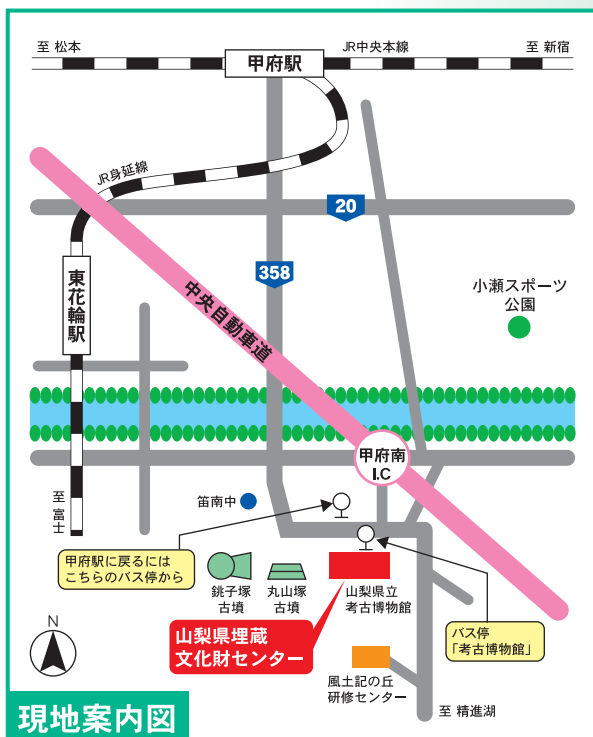 至 松本
JR中央本線
至 新宿
甲府駅
JR身延線
20
358
東花輪駅
中央自動車道
小瀬スポーツ
公園
甲府南
I.C
至 富士
笛南中
甲府駅に戻るには
こちらのバス停から
銚子塚
古墳
丸山塚
古墳
山梨県立
考古博物館
山梨県埋蔵
文化財センター
バス停
「考古博物館」
風土記の丘
研修センター
N
至 精進湖
現地案内図